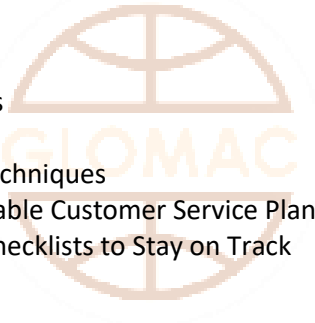 s
GLOMAC
chniques
able Customer Service Plan
hecklists to Stay on Track